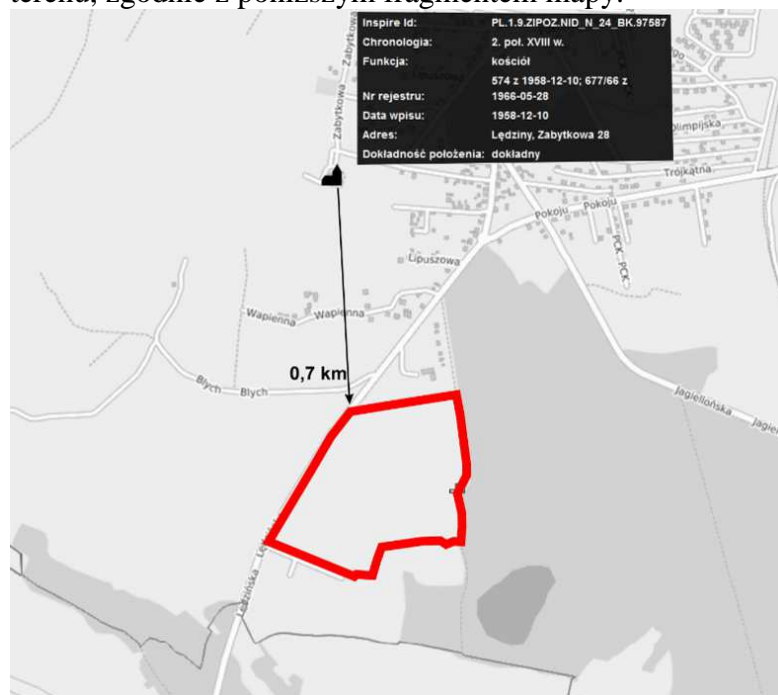 terenu, zgodnie z poniższym fragmentem mapy.
Inspire Id: PL.1.9.ZIPOZ.NID_N_24_BK.97587
Chronologia: 2. poł. XVIII w.
Funkcja: kościół
574 z 1958-12-10; 677/66 z
Nr rejestru: 1966-05-28
Data wpisu: 1958-12-10
Adres: Lędziny, Zabytkowa 28
Dokładność położenia: dokładny
Zabytkowa
Zabytkowa
Olimpijska
Trójkątna
Pokoju Pokoju
PCK PCK
Lipuszowa
Wapienna Wapienna
Blych Blych
0,7 km
Jagiellońska
Lędzińska